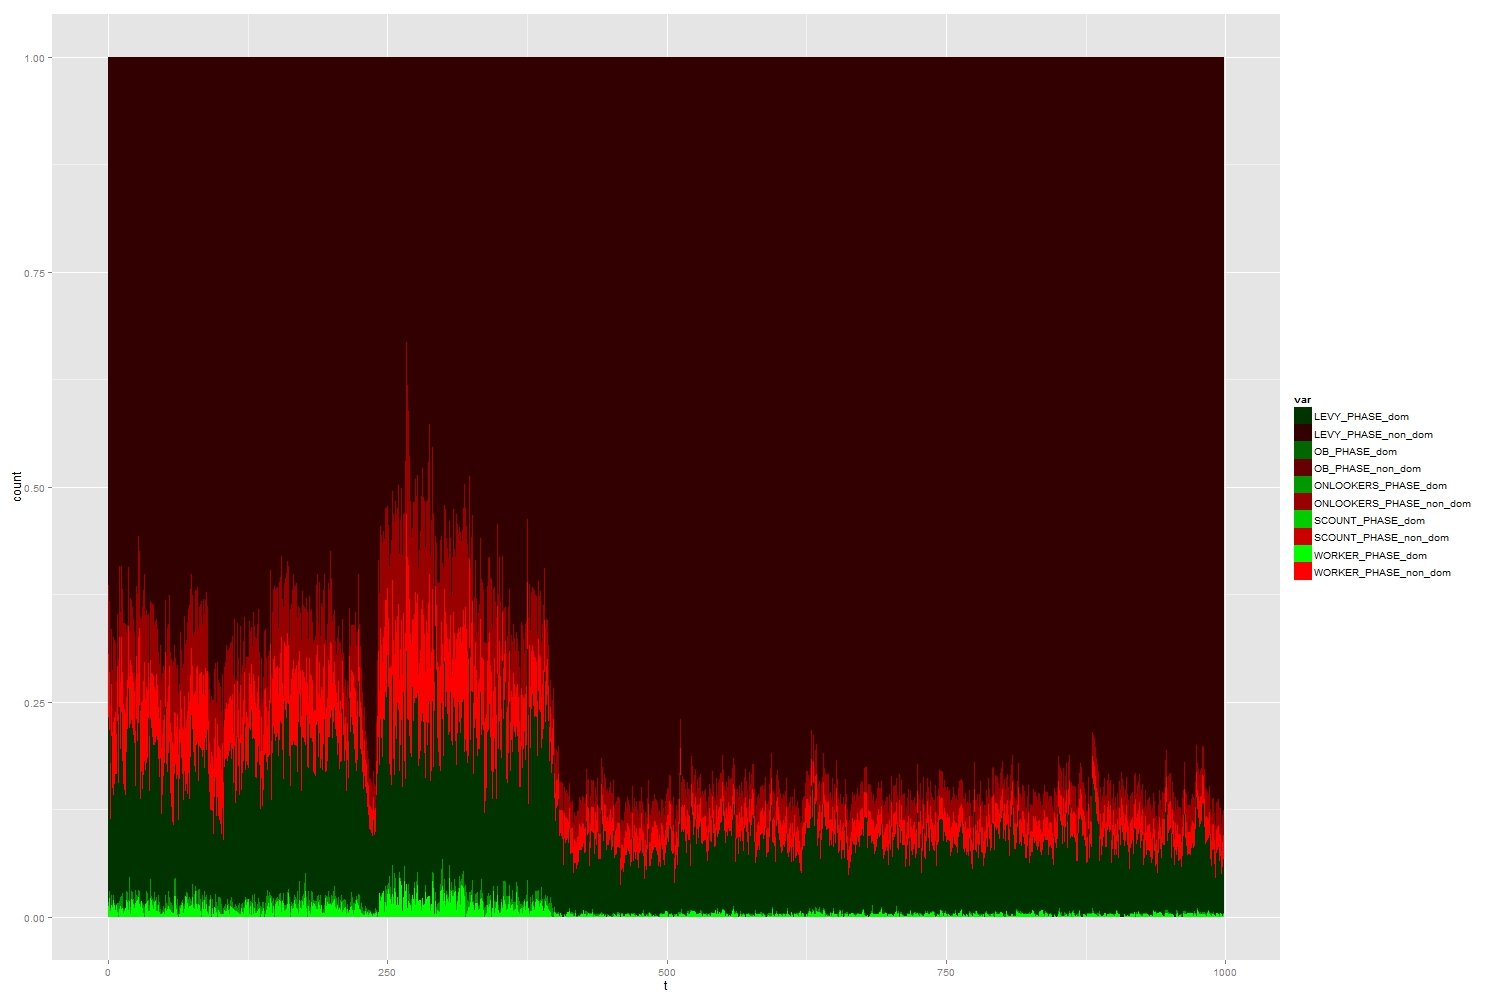 1.00
0.75
0.50
0.25
0.00
count
0
250
500
750
1000
t
var
LEVY_PHASE_dom
LEVY_PHASE_non_dom
OB_PHASE_dom
OB_PHASE_non_dom
ONLOOKERS_PHASE_dom
ONLOOKERS_PHASE_non_dom
SCOUNT_PHASE_dom
SCOUNT_PHASE_non_dom
WORKER_PHASE_dom
WORKER_PHASE_non_dom